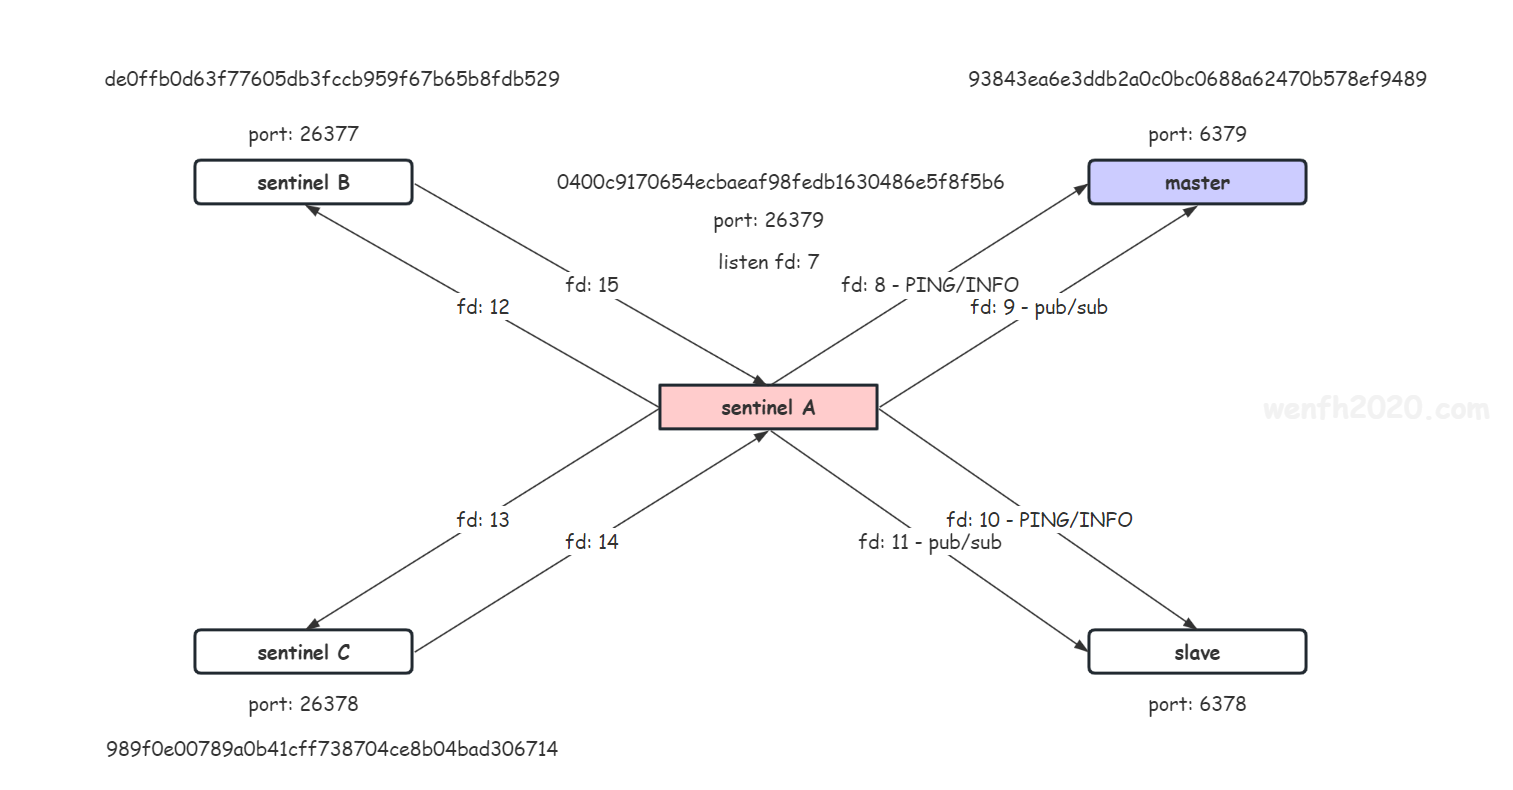 de0ffb0d63f77605db3fccb959f67b65b8fdb529
93843ea6e3ddb2a0c0bc0688a62470b578ef9489
port: 26377
port: 6379
sentinel B
0400c9170654ecbaeaf98fedb1630486e5f8f5b6
master
port: 26379
listen fd: 7
fd: 15
fd: 8 - PING/INFO
fd: 12
fd: 9 - pub/sub
sentinel A
wenfh2020.com
fd: 13
fd: 10 - PING/INFO
fd: 14
fd: 11 - pub/sub
sentinel C
slave
port: 26378
port: 6378
989f0e00789a0b41cff738704ce8b04bad306714